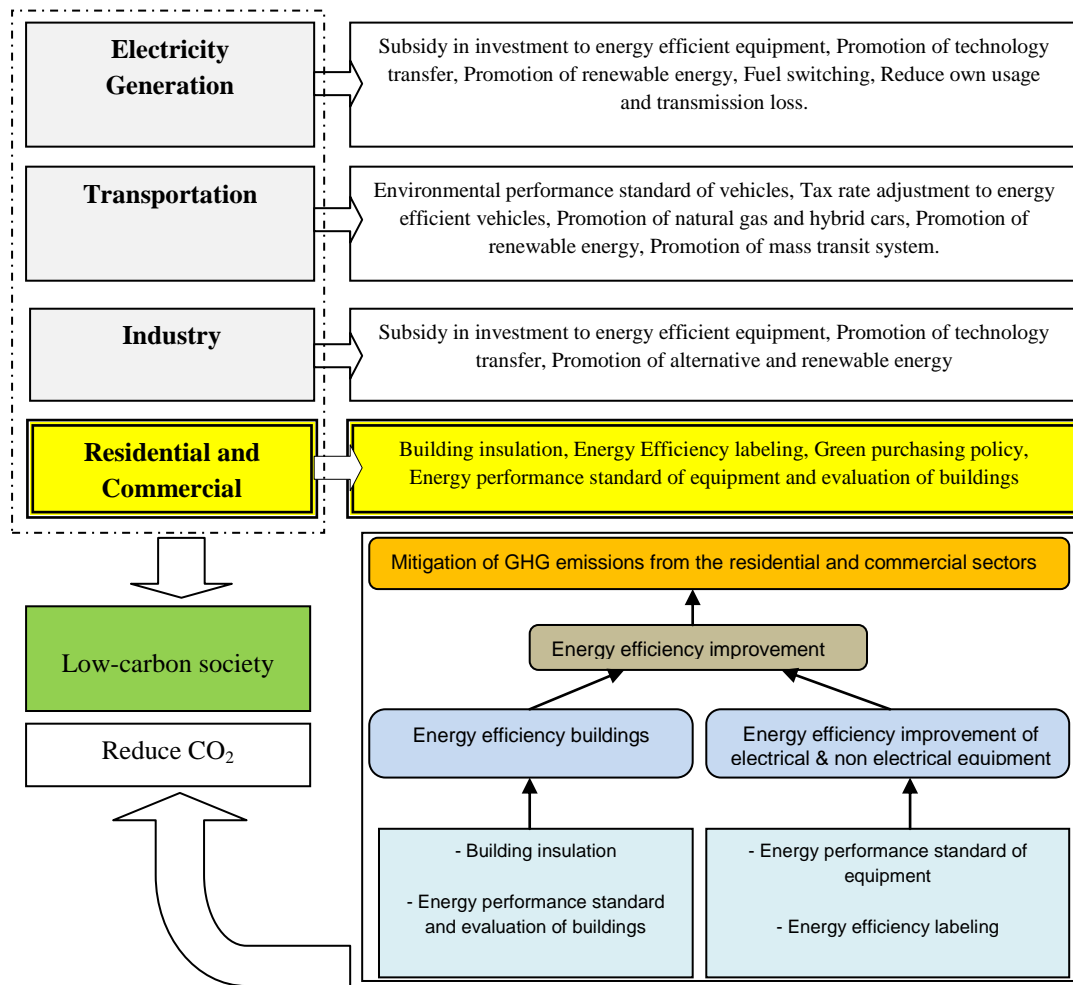 Electricity
Generation
Subsidy in investment to energy efficient equipment, Promotion of technology
transfer, Promotion of renewable energy, Fuel switching, Reduce own usage
and transmission loss.
Transportation
Environmental performance standard of vehicles, Tax rate adjustment to energy
efficient vehicles, Promotion of natural gas and hybrid cars, Promotion of
renewable energy, Promotion of mass transit system.
Industry
Subsidy in investment to energy efficient equipment, Promotion of technology
transfer, Promotion of alternative and renewable energy
Residential and
Commercial
Building insulation, Energy Efficiency labeling, Green purchasing policy,
Energy performance standard of equipment and evaluation of buildings
Low-carbon society
Reduce CO₂
Mitigation of GHG emissions from the residential and commercial sectors
Energy efficiency improvement
Energy efficiency buildings
Energy efficiency improvement of
electrical & non electrical equipment
- Building insulation
- Energy performance standard
and evaluation of buildings
- Energy performance standard of
equipment
- Energy efficiency labeling